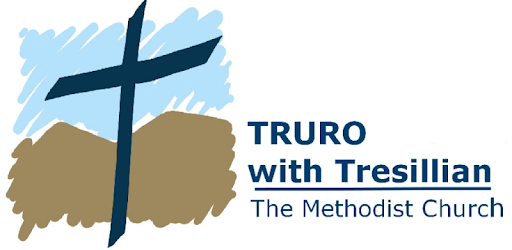 TRURO
with Tresillian
The Methodist Church